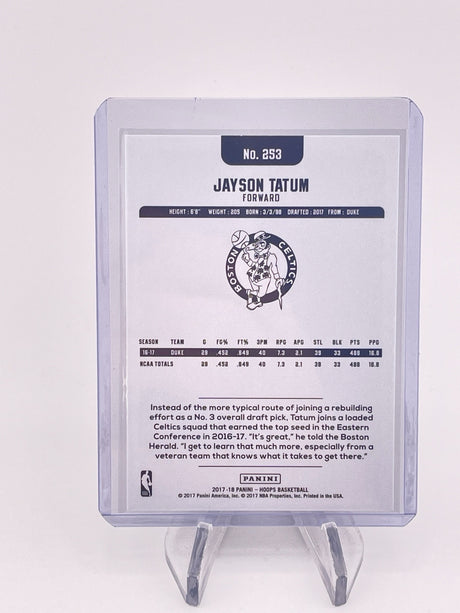 No. 253
JAYSON TATUM
FORWARD
HEIGHT: 6'8" WEIGHT: 205 BORN: 3/3/98 DRAFTED: 2017 FROM: DUKE
BOSTON CELTICS
SEASON TEAM G FG% FT% 3PM RPG APG STL BLK PTS PPG
16-17 DUKE 29 .452 .849 40 7.3 2.1 39 33 488 16.8
NCAA TOTALS 29 .452 .849 40 7.3 2.1 39 33 488 16.8
Instead of the more typical route of joining a rebuilding
effort as a No. 3 overall draft pick, Tatum joins a loaded
Celtics squad that earned the top seed in the Eastern
Conference in 2016-17. "It's great," he told the Boston
Herald. "I get to learn that much more, especially from a
veteran team that knows what it takes to get there."
PANINI
2017-18 PANINI – HOOPS BASKETBALL
© 2017 Panini America, Inc. © 2017 NBA Properties, Inc. Printed in the USA.